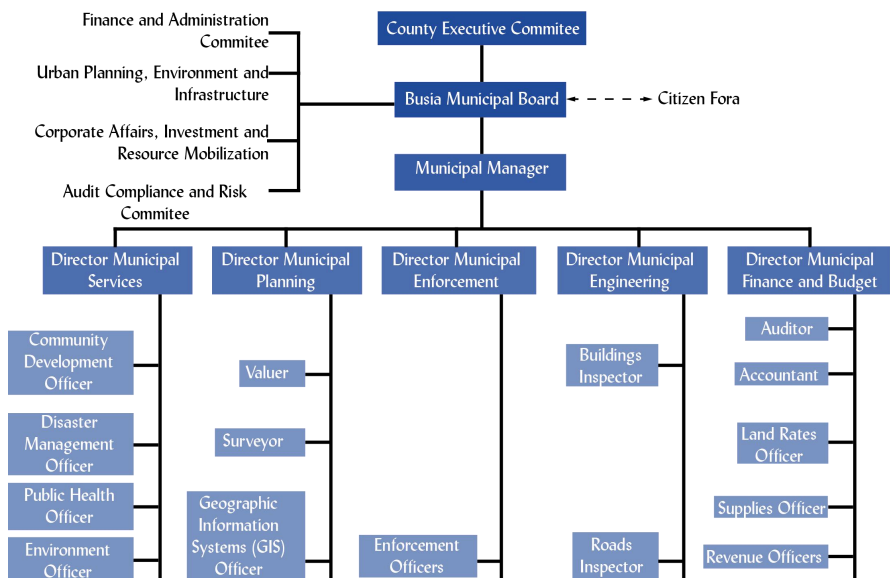 Finance and Administration
Commitee
Urban Planning, Environment and
Infrastructure
Corporate Affairs, Investment and
Resource Mobilization
Audit Compliance and Risk
Commitee
County Executive Commitee
Busia Municipal Board
Citizen Fora
Municipal Manager
Director Municipal
Services
Director Municipal
Planning
Director Municipal
Enforcement
Director Municipal
Engineering
Director Municipal
Finance and Budget
Community
Development
Officer
Disaster
Management
Officer
Public Health
Officer
Environment
Officer
Valuer
Surveyor
Geographic
Information
Systems (GIS)
Officer
Enforcement
Officers
Buildings
Inspector
Roads
Inspector
Auditor
Accountant
Land Rates
Officer
Supplies Officer
Revenue Officers